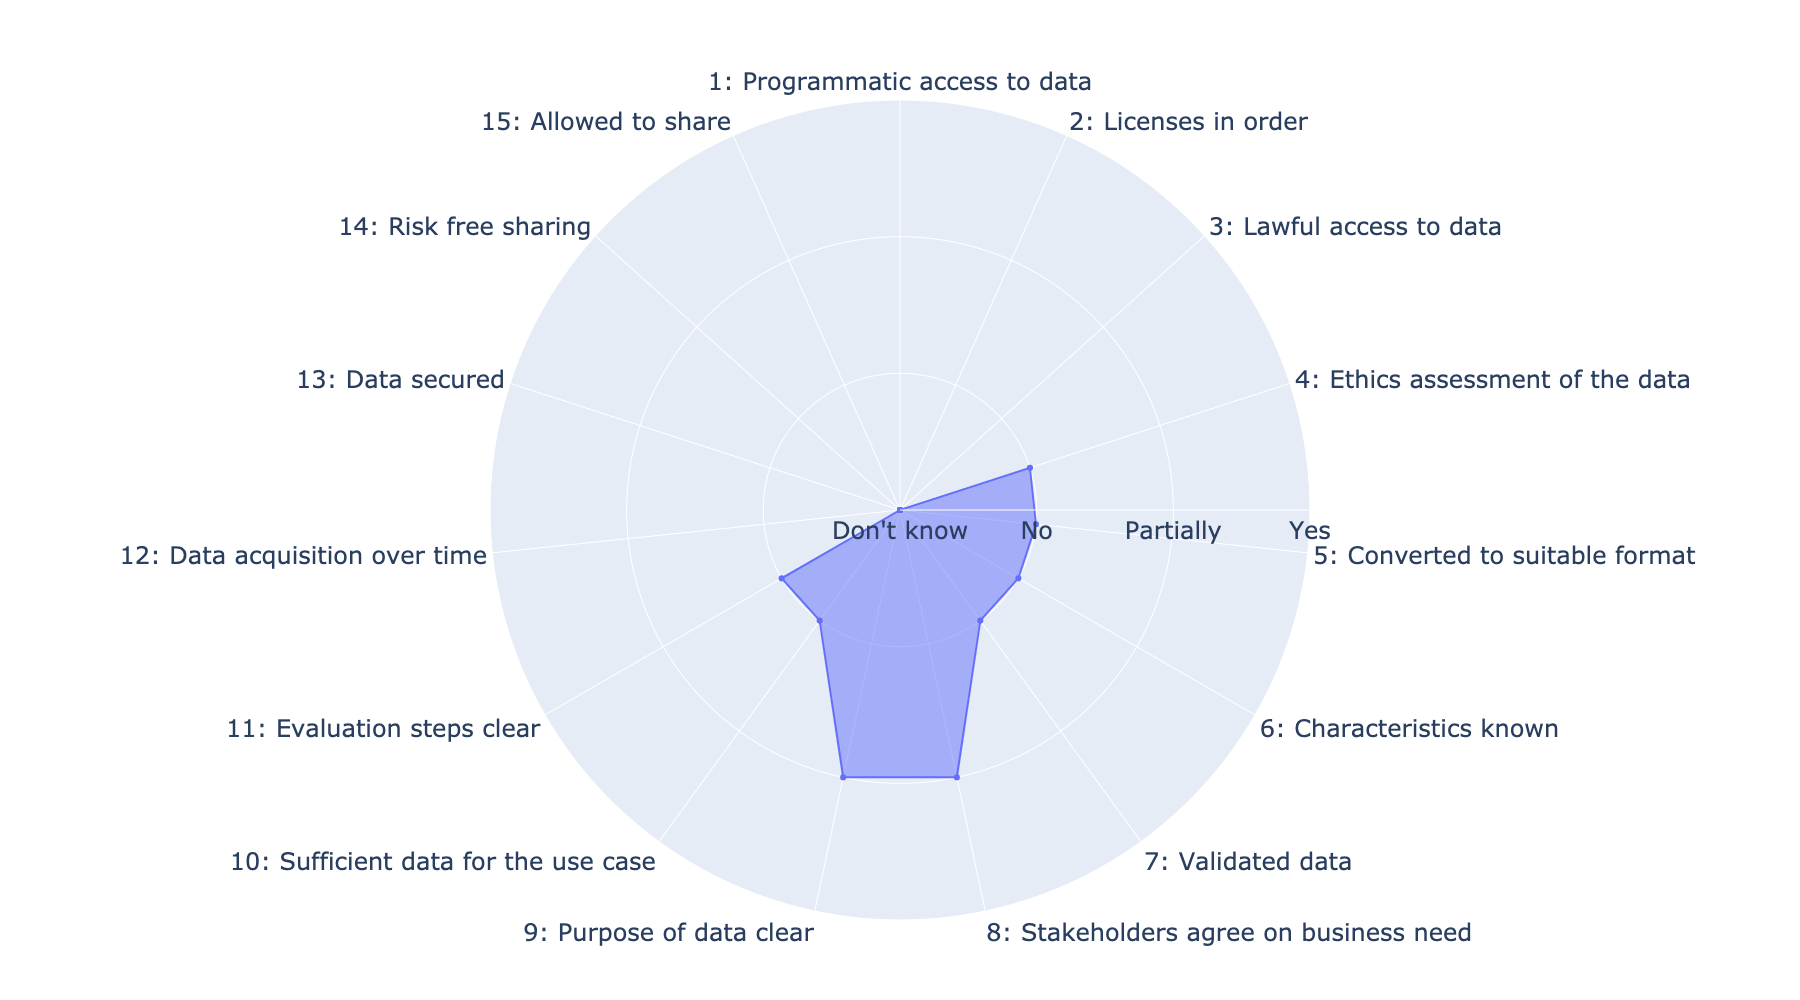 1: Programmatic access to data
2: Licenses in order
3: Lawful access to data
4: Ethics assessment of the data
5: Converted to suitable format
6: Characteristics known
7: Validated data
8: Stakeholders agree on business need
9: Purpose of data clear
10: Sufficient data for the use case
11: Evaluation steps clear
12: Data acquisition over time
13: Data secured
14: Risk free sharing
15: Allowed to share
Don't know
No
Partially
Yes